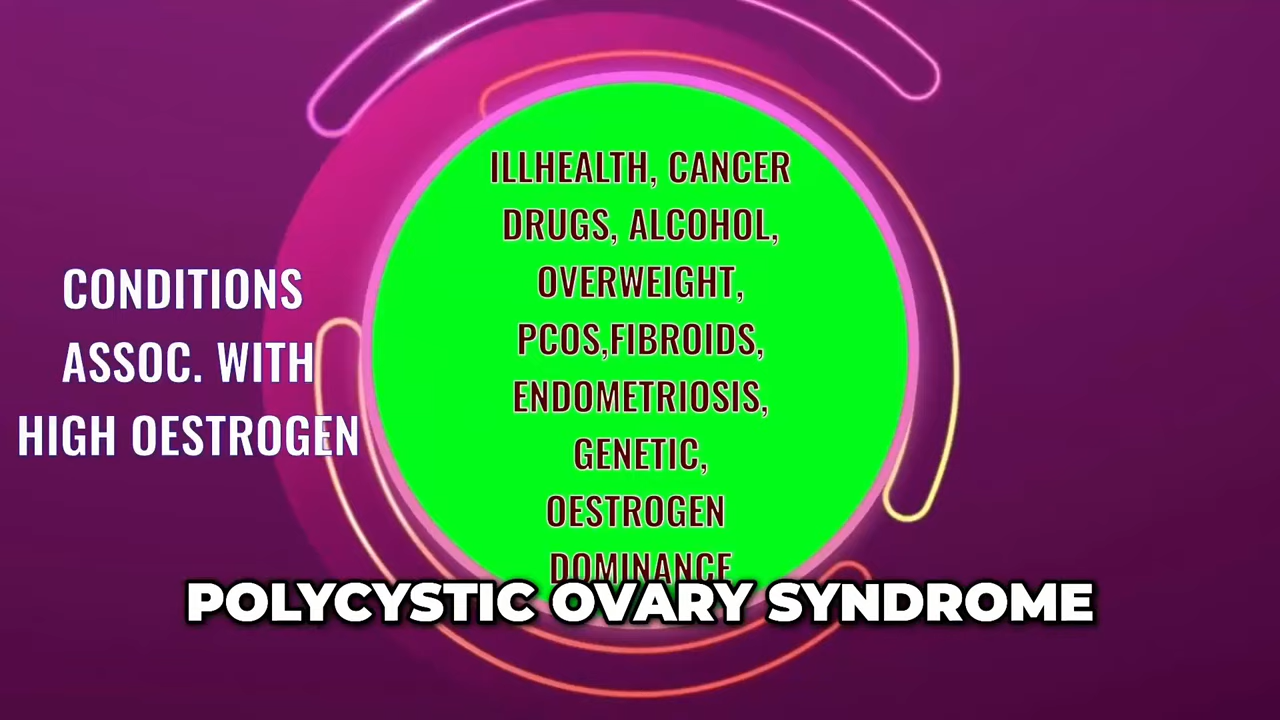 CONDITIONS
ASSOC. WITH
HIGH OESTROGEN
ILLHEALTH, CANCER
DRUGS, ALCOHOL,
OVERWEIGHT,
PCOS,FIBROIDS,
ENDOMETRIOSIS,
GENETIC,
OESTROGEN
DOMINANCE
POLYCYSTIC OVARY SYNDROME